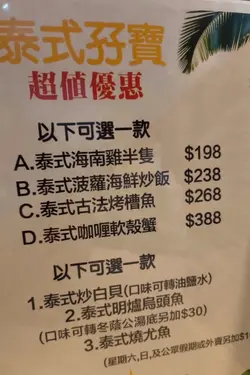 泰式孖寶
超值優惠
以下可選一款
A.泰式海南雞半隻 $198
B.泰式菠蘿海鮮炒飯 $238
C.泰式古法烤槽魚 $268
D.泰式咖喱軟殼蟹 $388
以下可選一款
1.泰式炒白貝(口味可轉油鹽水)
2.泰式明爐烏頭魚
(口味可轉冬蔭公湯底另加$30)
3.泰式燒尤魚
(星期六,日,及公眾假期或外賣另加$1